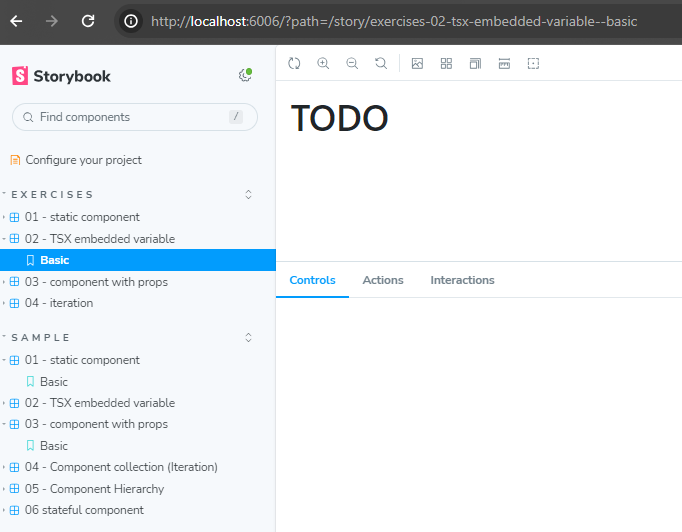 http://localhost:6006/?path=/story/exercises-02-tsx-embedded-variable--basic
Storybook
Find components /
Configure your project
EXERCISES
01 - static component
02 - TSX embedded variable
Basic
03 - component with props
04 - iteration
SAMPLE
01 - static component
Basic
02 - TSX embedded variable
03 - component with props
Basic
04 - Component collection (Iteration)
05 - Component Hierarchy
06 stateful component
TODO
Controls Actions Interactions